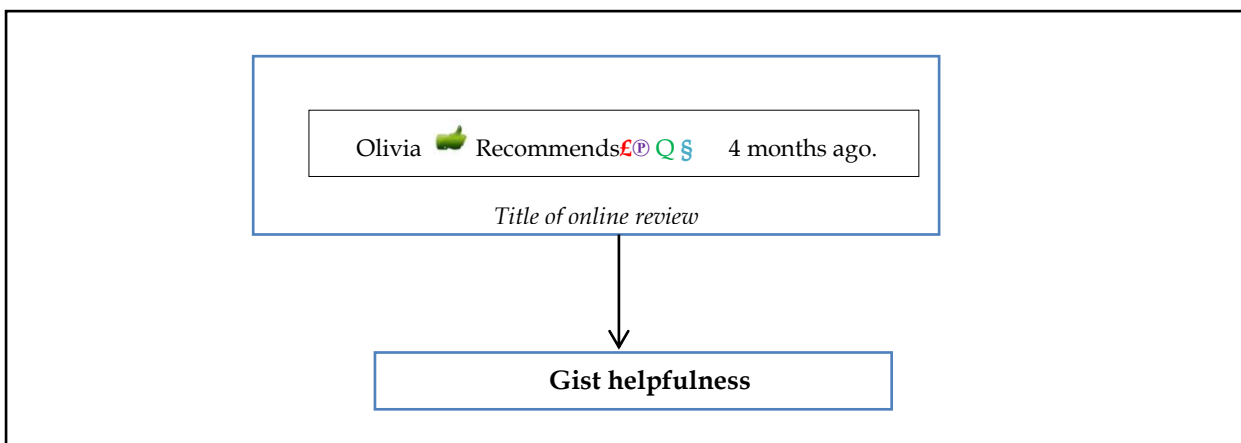 Olivia Recommends£℗ Q § 4 months ago.
Title of online review
Gist helpfulness